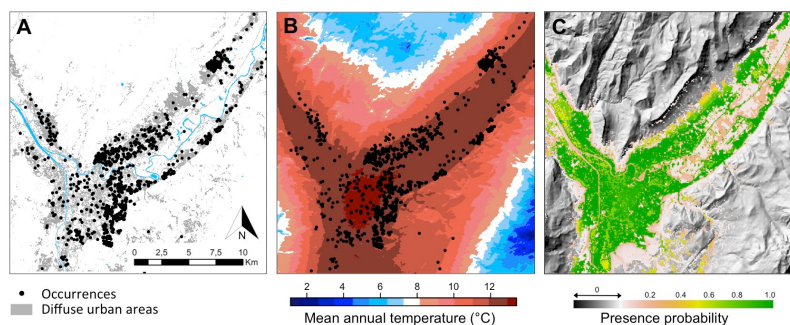 A
B
C
N
0 2,5 5 7,5 10
Km
Occurrences
Diffuse urban areas
2 4 6 8 10 12
Mean annual temperature (°C)
0 0.2 0.4 0.6 0.8 1.0
Presence probability